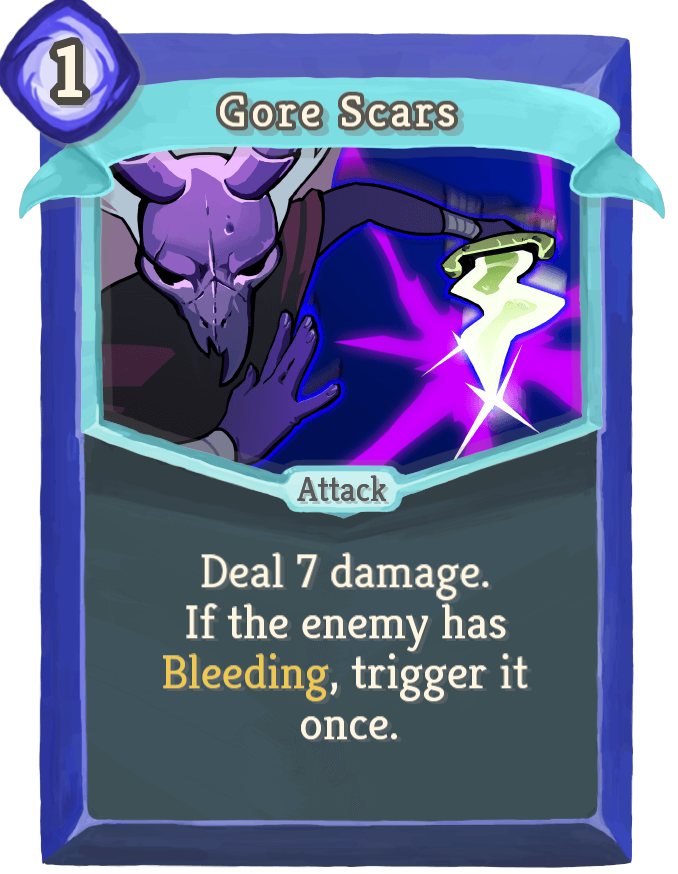 1
Gore Scars
Attack
Deal 7 damage.
If the enemy has
Bleeding, trigger it
once.